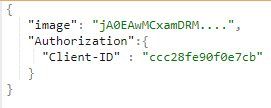 {
"image": "jA0EAwMCxamDRM....",
"Authorization":{
"Client-ID" : "ccc28fe90f0e7cb"
}
}